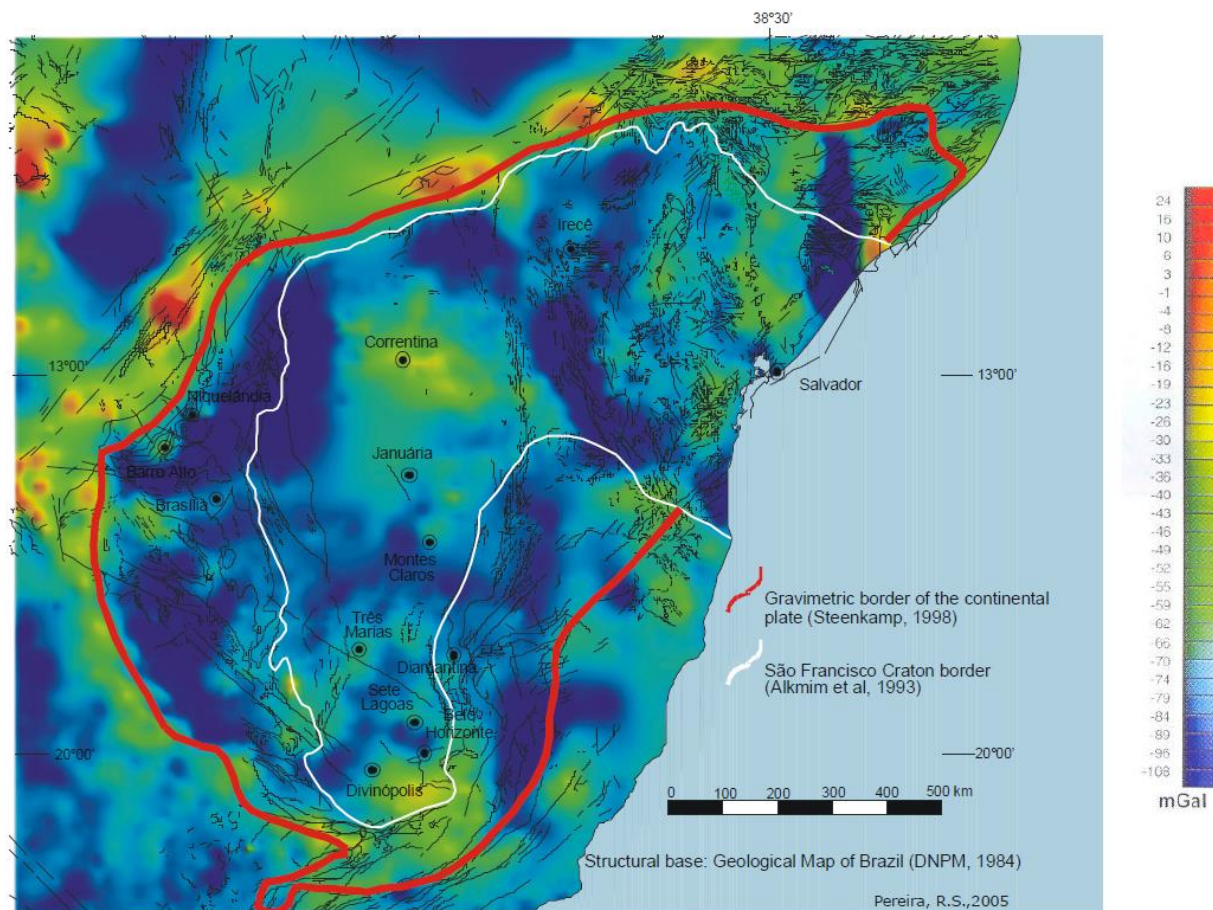 38°30'
Irecê
Correntina
13°00'
13°00'
Salvador
Niquelândia
Barro Alto
Januária
Brasília
Montes
Claros
Três
Marias
Diamantina
Sete
Lagoas
Belo
Horizonte
20°00'
20°00'
Divinópolis
Gravimetric border of the continental
plate (Steenkamp, 1998)
São Francisco Craton border
(Alkmim et al, 1993)
0 100 200 300 400 500 km
Structural base: Geological Map of Brazil (DNPM, 1984)
Pereira, R.S.,2005
24
16
10
6
3
-1
-4
-8
-12
-16
-19
-23
-26
-30
-33
-36
-40
-43
-46
-49
-52
-55
-59
-62
-66
-70
-74
-79
-84
-89
-96
-108
mGal